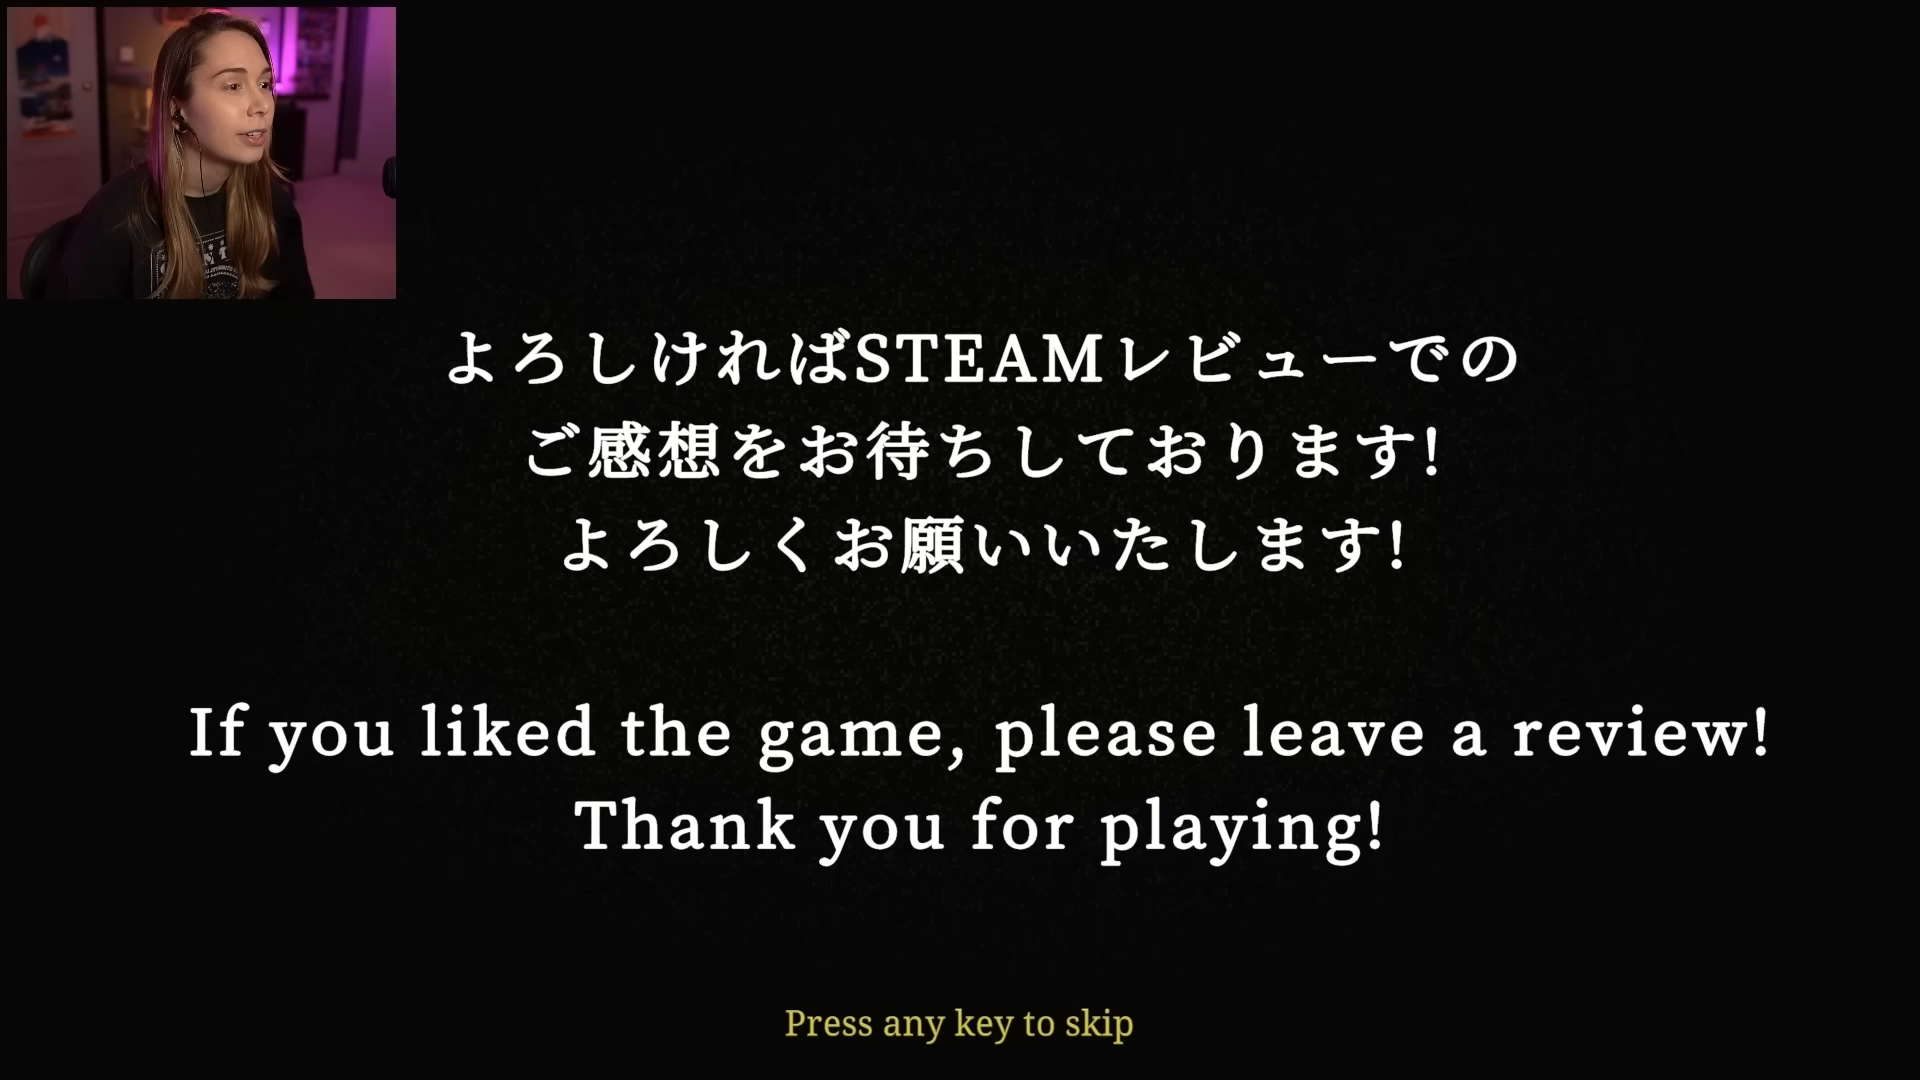 よろしければSTEAMレビューでの
ご感想をお待ちしております!
よろしくお願いいたします!
If you liked the game, please leave a review!
Thank you for playing!
Press any key to skip